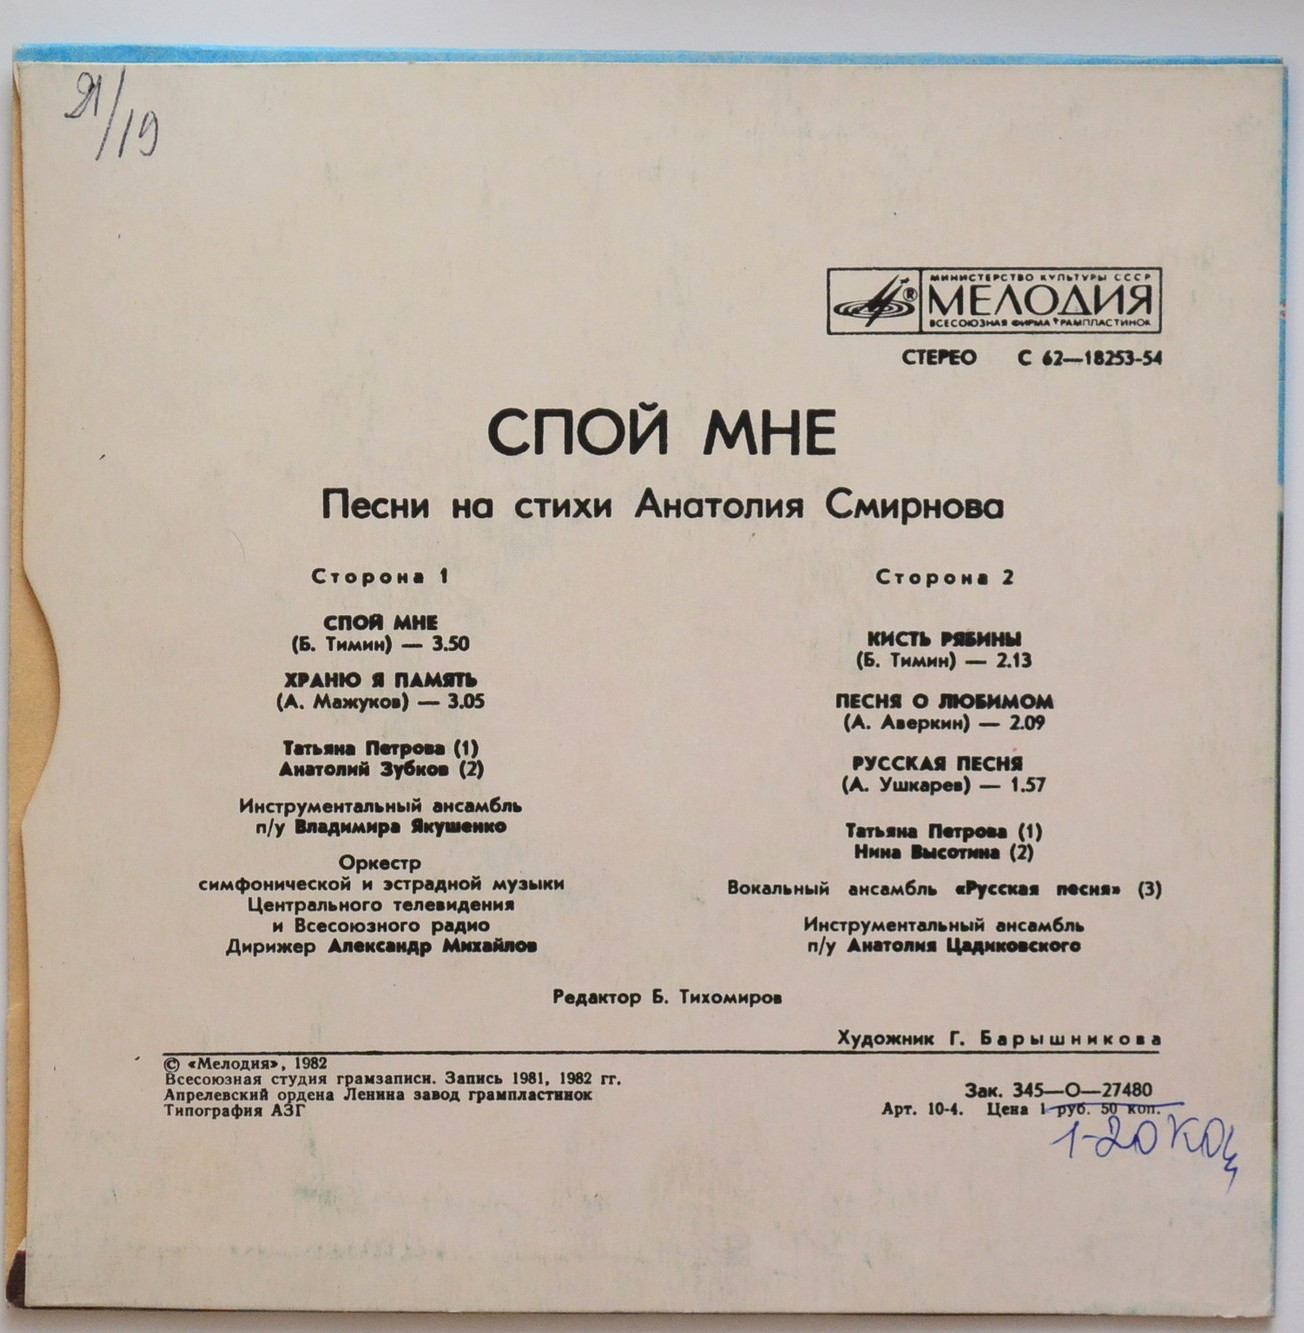 21/19
МИНИСТЕРСТВО КУЛЬТУРЫ СССР
МЕЛОДИЯ
ВСЕСОЮЗНАЯ ФИРМА ГРАМПЛАСТИНОК
СТЕРЕО С 62—18253-54
СПОЙ МНЕ
Песни на стихи Анатолия Смирнова
Сторона 1
СПОЙ МНЕ
(Б. Тимин) — 3.50
ХРАНЮ Я ПАМЯТЬ
(А. Мажуков) — 3.05
Татьяна Петрова (1)
Анатолий Зубков (2)
Инструментальный ансамбль
п/у Владимира Якушенко
Оркестр
симфонической и эстрадной музыки
Центрального телевидения
и Всесоюзного радио
Дирижер Александр Михайлов
Сторона 2
КИСТЬ РЯБИНЫ
(Б. Тимин) — 2.13
ПЕСНЯ О ЛЮБИМОМ
(А. Аверкин) — 2.09
РУССКАЯ ПЕСНЯ
(А. Ушкарев) — 1.57
Татьяна Петрова (1)
Нина Высотина (2)
Вокальный ансамбль «Русская песня» (3)
Инструментальный ансамбль
п/у Анатолия Цадиковского
Редактор Б. Тихомиров
Художник Г. Барышникова
© «Мелодия», 1982
Всесоюзная студия грамзаписи. Запись 1981, 1982 гг.
Апрелевский ордена Ленина завод грампластинок
Типография АЗГ
Зак. 345—О—27480
Арт. 10-4. Цена 1 руб. 50 коп.
1-20 коп